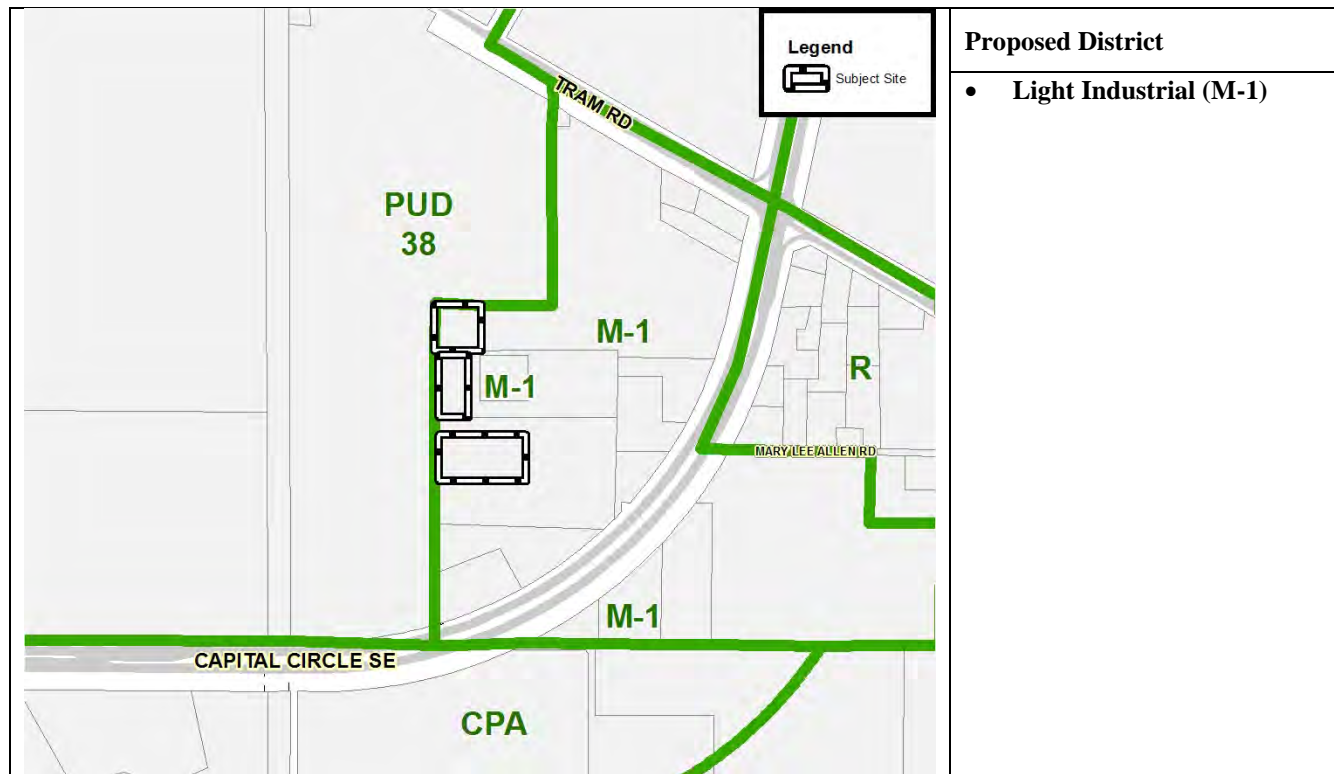 Legend
Subject Site
TRAM RD
PUD
38
M-1
M-1
R
MARY LEE ALLEN RD
M-1
CAPITAL CIRCLE SE
CPA
Proposed District
• Light Industrial (M-1)